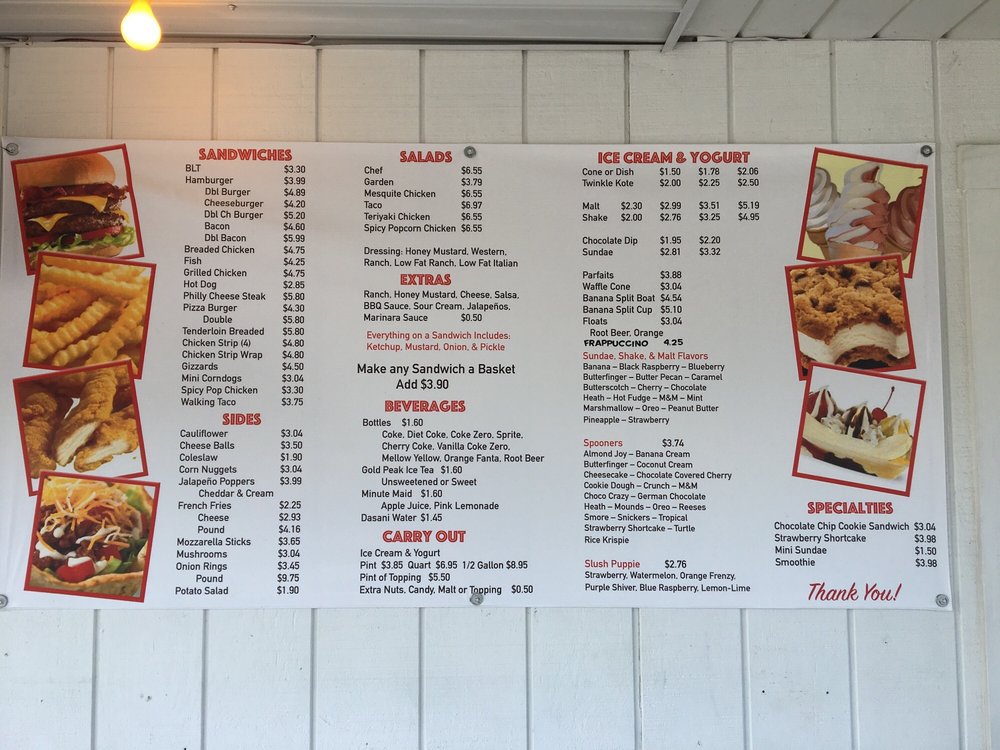 SANDWICHES
BLT $3.30
Hamburger $3.99
Dbl Burger $4.89
Cheeseburger $4.20
Dbl Ch Burger $5.20
Bacon $4.60
Dbl Bacon $5.99
Breaded Chicken $4.75
Fish $4.25
Grilled Chicken $4.75
Hot Dog $2.85
Philly Cheese Steak $5.80
Pizza Burger $4.30
Double $5.80
Tenderloin Breaded $5.80
Chicken Strip (4) $4.80
Chicken Strip Wrap $4.80
Gizzards $4.50
Mini Corndogs $3.04
Spicy Pop Chicken $3.30
Walking Taco $3.75
SIDES
Cauliflower $3.04
Cheese Balls $3.50
Coleslaw $1.90
Corn Nuggets $3.04
Jalapeño Poppers $3.99
Cheddar & Cream
French Fries $2.25
Cheese $2.93
Pound $4.16
Mozzarella Sticks $3.65
Mushrooms $3.04
Onion Rings $3.45
Pound $9.75
Potato Salad $1.90
SALADS
Chef $6.55
Garden $3.79
Mesquite Chicken $6.55
Taco $6.97
Teriyaki Chicken $6.55
Spicy Popcorn Chicken $6.55
Dressing: Honey Mustard, Western,
Ranch, Low Fat Ranch, Low Fat Italian
EXTRAS
Ranch, Honey Mustard, Cheese, Salsa,
BBQ Sauce, Sour Cream, Jalapeños,
Marinara Sauce $0.50
Everything on a Sandwich Includes:
Ketchup, Mustard, Onion, & Pickle
Make any Sandwich a Basket
Add $3.90
BEVERAGES
Bottles $1.60
Coke, Diet Coke, Coke Zero, Sprite,
Cherry Coke, Vanilla Coke Zero,
Mellow Yellow, Orange Fanta, Root Beer
Gold Peak Ice Tea $1.60
Unsweetened or Sweet
Minute Maid $1.60
Apple Juice, Pink Lemonade
Dasani Water $1.45
CARRY OUT
Ice Cream & Yogurt
Pint $3.85 Quart $6.95 1/2 Gallon $8.95
Pint of Topping $5.50
Extra Nuts, Candy, Malt or Topping $0.50
ICE CREAM & YOGURT
Cone or Dish $1.50 $1.78 $2.06
Twinkle Kote $2.00 $2.25 $2.50
Malt $2.30 $2.99 $3.51 $5.19
Shake $2.00 $2.76 $3.25 $4.95
Chocolate Dip $1.95 $2.20
Sundae $2.81 $3.32
Parfaits $3.88
Waffle Cone $3.04
Banana Split Boat $4.54
Banana Split Cup $5.10
Floats $3.04
Root Beer, Orange
FRAPPUCCINO 4.25
Sundae, Shake, & Malt Flavors
Banana – Black Raspberry – Blueberry
Butterfinger – Butter Pecan – Caramel
Butterscotch – Cherry – Chocolate
Heath – Hot Fudge – M&M – Mint
Marshmallow – Oreo – Peanut Butter
Pineapple – Strawberry
Spooners $3.74
Almond Joy – Banana Cream
Butterfinger – Coconut Cream
Cheesecake – Chocolate Covered Cherry
Cookie Dough – Crunch – M&M
Choco Crazy – German Chocolate
Heath – Mounds – Oreo – Reeses
Smore – Snickers – Tropical
Strawberry Shortcake – Turtle
Rice Krispie
Slush Puppie $2.76
Strawberry, Watermelon, Orange Frenzy,
Purple Shiver, Blue Raspberry, Lemon-Lime
SPECIALTIES
Chocolate Chip Cookie Sandwich $3.04
Strawberry Shortcake $3.98
Mini Sundae $1.50
Smoothie $3.98
Thank You!